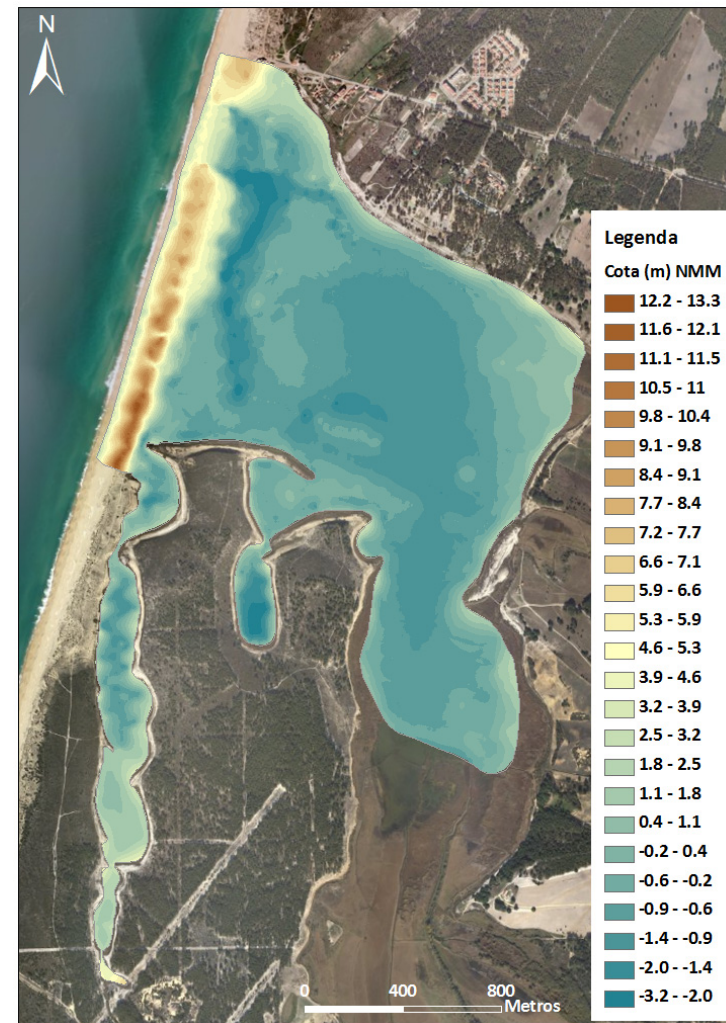 N
Legenda
Cota (m) NMM
12.2 - 13.3
11.6 - 12.1
11.1 - 11.5
10.5 - 11
9.8 - 10.4
9.1 - 9.8
8.4 - 9.1
7.7 - 8.4
7.2 - 7.7
6.6 - 7.1
5.9 - 6.6
5.3 - 5.9
4.6 - 5.3
3.9 - 4.6
3.2 - 3.9
2.5 - 3.2
1.8 - 2.5
1.1 - 1.8
0.4 - 1.1
-0.2 - 0.4
-0.6 - -0.2
-0.9 - -0.6
-1.4 - -0.9
-2.0 - -1.4
-3.2 - -2.0
0 400 800
Metros